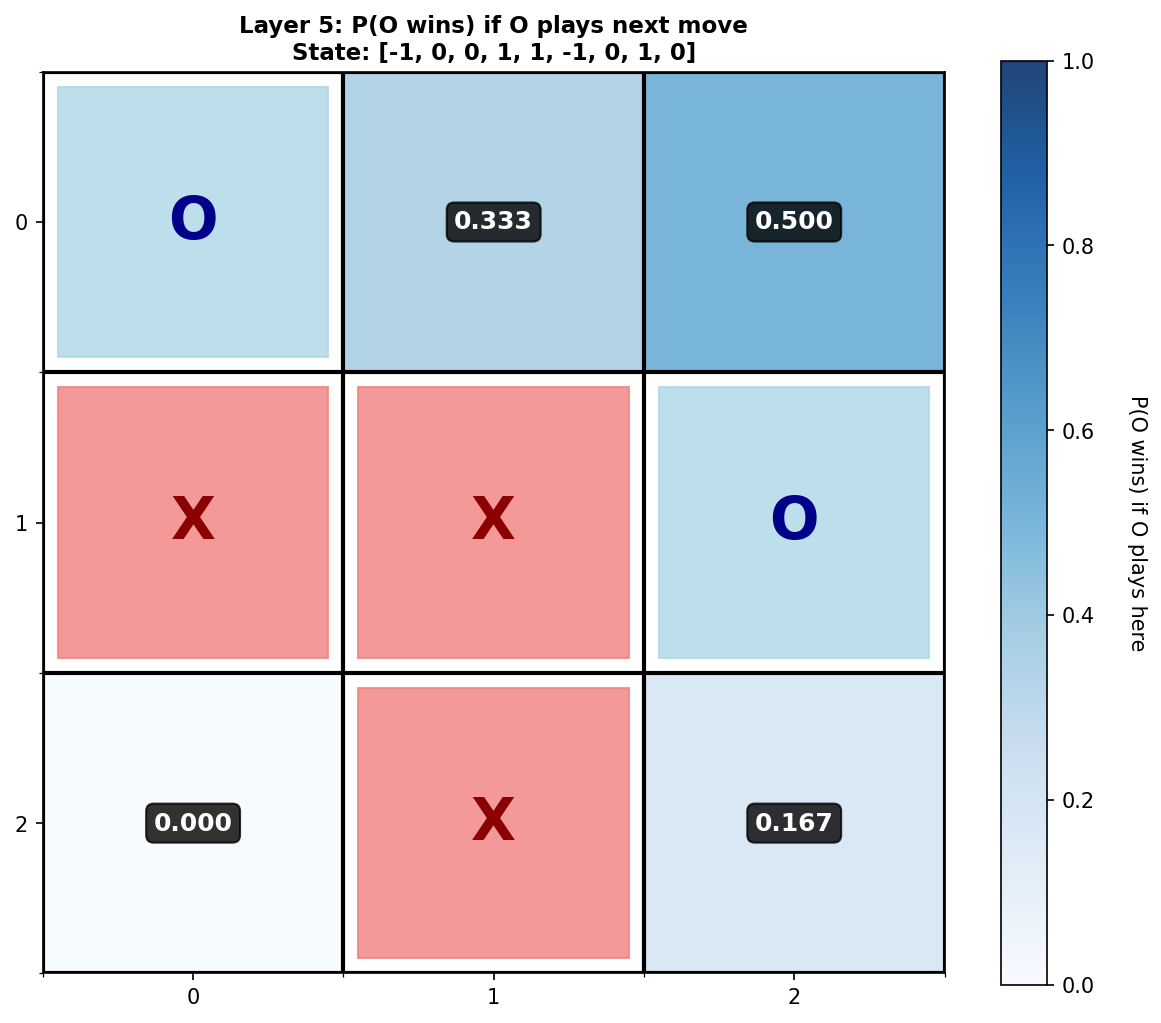 Layer 5: P(O wins) if O plays next move
State: [-1, 0, 0, 1, 1, -1, 0, 1, 0]
0
O
0.333
0.500
1
X
X
O
2
0.000
X
0.167
0
1
2
1.0
0.8
0.6
0.4
0.2
0.0
P(O wins) if O plays here